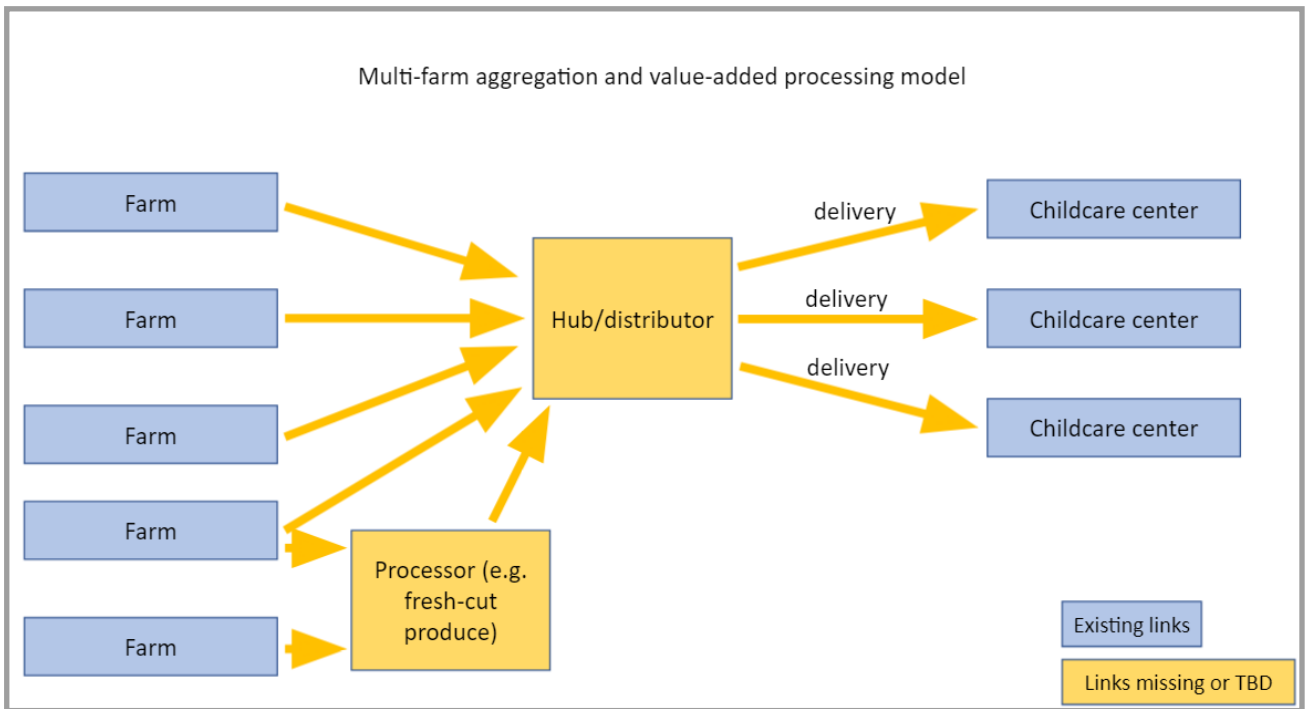 Multi-farm aggregation and value-added processing model
Farm
Farm
Farm
Farm
Farm
Processor (e.g.
fresh-cut
produce)
Hub/distributor
delivery
delivery
delivery
Childcare center
Childcare center
Childcare center
Existing links
Links missing or TBD